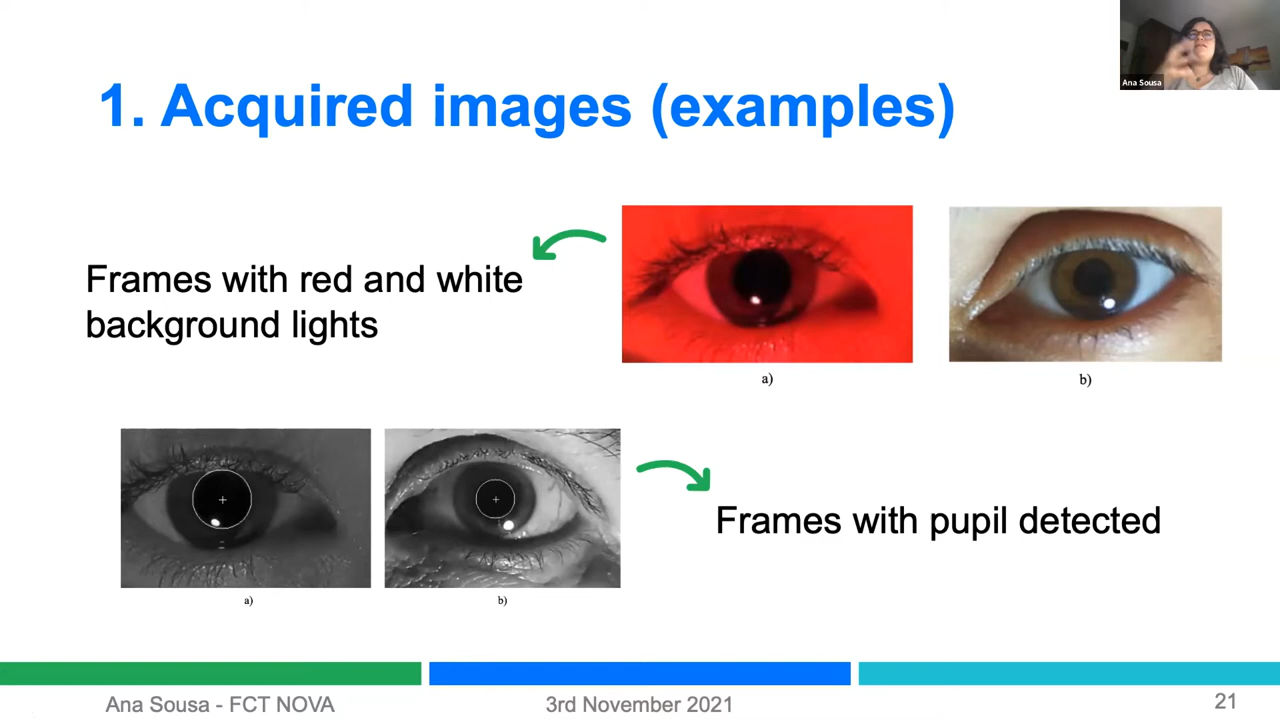 Ana Sousa
1. Acquired images (examples)
Frames with red and white
background lights
a)
b)
a)
b)
Frames with pupil detected
Ana Sousa - FCT NOVA
3rd November 2021
21